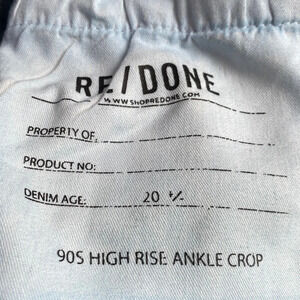 RE/DONE
WWW.SHOPREDONE.COM
PROPERTY OF:
PRODUCT NO:
DENIM AGE: 20 +/-
90S HIGH RISE ANKLE CROP